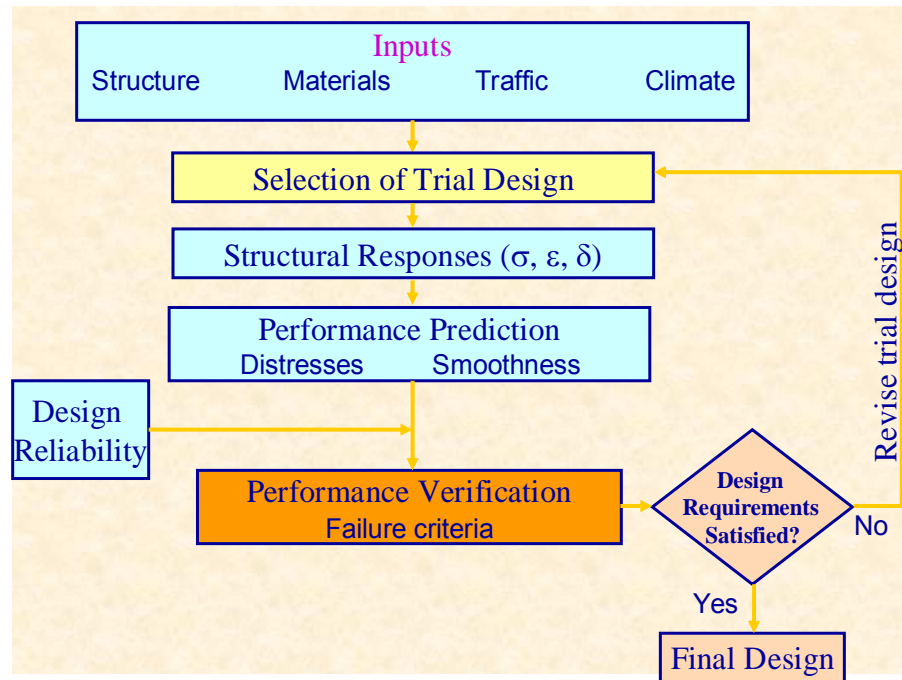 Inputs
Structure Materials Traffic Climate
Selection of Trial Design
Structural Responses (σ, ε, δ)
Performance Prediction
Distresses Smoothness
Design
Reliability
Performance Verification
Failure criteria
Design
Requirements
Satisfied?
No
Revise trial design
Yes
Final Design